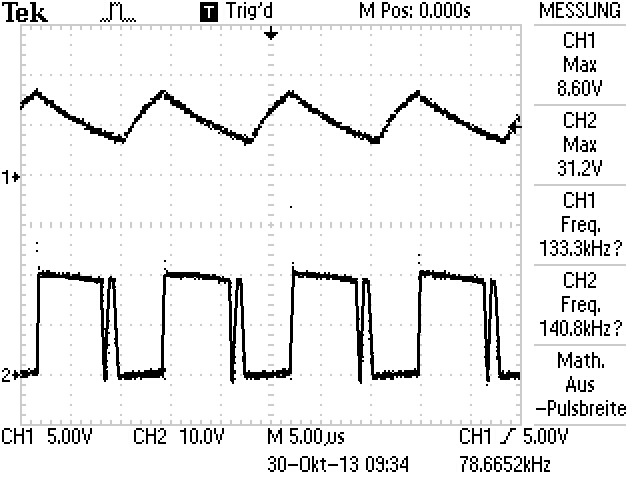 Tek T Trig'd M Pos: 0.000s MESSUNG
CH1
Max
8.60V
CH2
Max
31.2V
CH1
Freq.
133.3kHz?
CH2
Freq.
140.8kHz?
Math.
Aus
-Pulsbreite
1
2
CH1 5.00V CH2 10.0V M 5.00µs CH1 5.00V
30-Okt-13 09:34 78.6652kHz